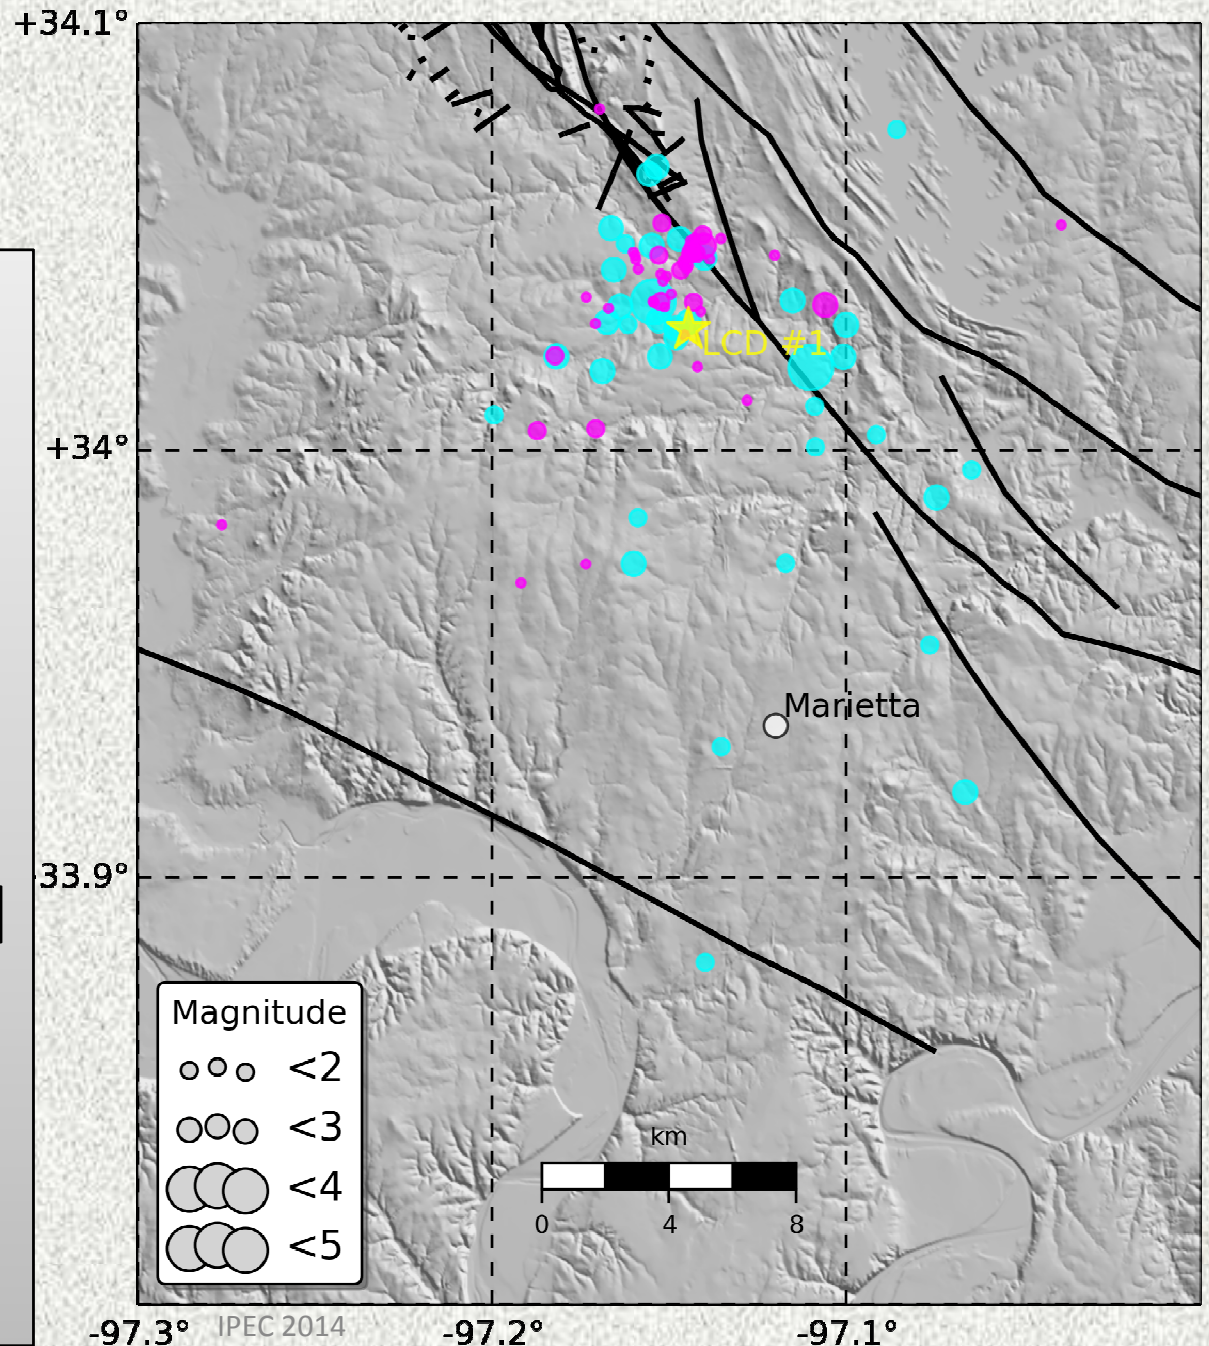 +34.1°
LCD #1
+34°
Marietta
33.9°
Magnitude
<2
<3
<4
<5
km
0 4 8
-97.3° -97.2° -97.1°
IPEC 2014